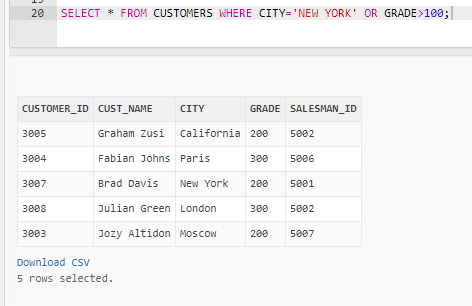 20 SELECT * FROM CUSTOMERS WHERE CITY='NEW YORK' OR GRADE>100;
CUSTOMER_ID CUST_NAME CITY GRADE SALESMAN_ID
3005 Graham Zusi California 200 5002
3004 Fabian Johns Paris 300 5006
3007 Brad Davis New York 200 5001
3008 Julian Green London 300 5002
3003 Jozy Altidon Moscow 200 5007
Download CSV
5 rows selected.